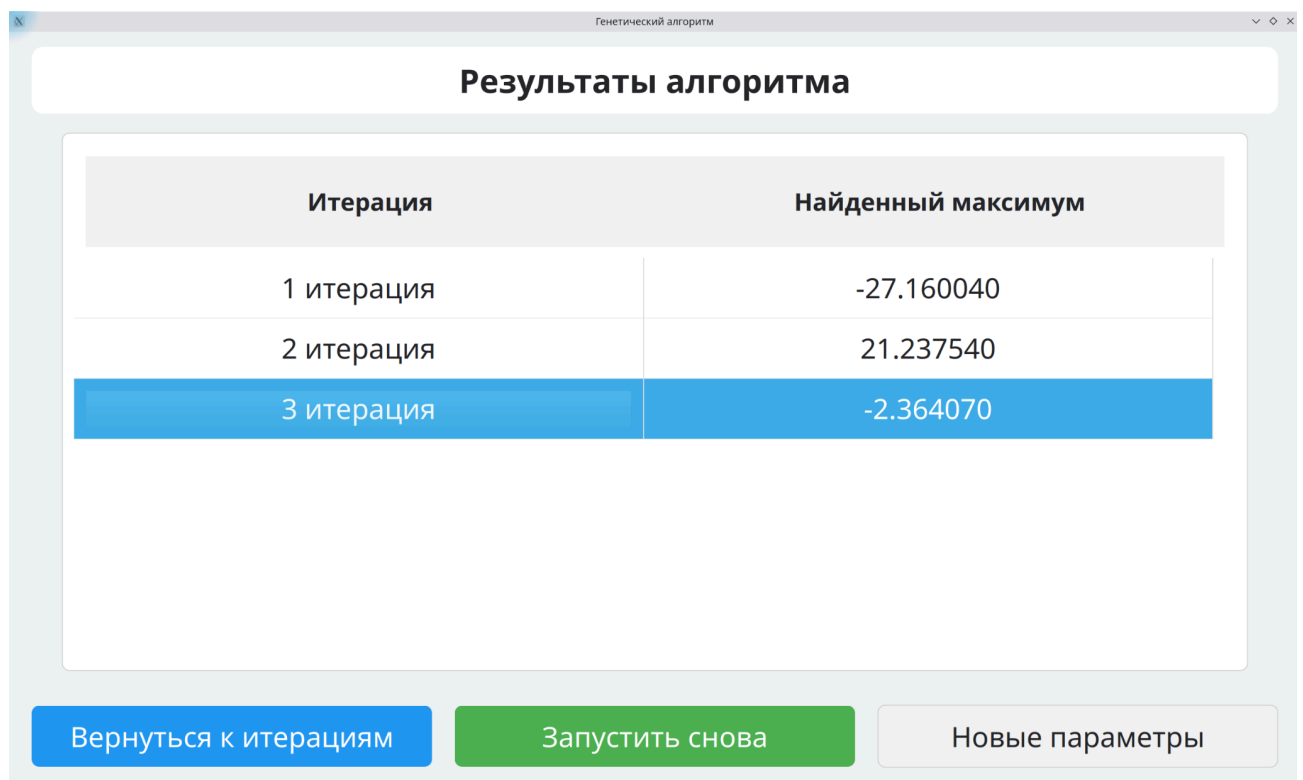 Генетический алгоритм
Результаты алгоритма
Итерация Найденный максимум
1 итерация -27.160040
2 итерация 21.237540
3 итерация -2.364070
Вернуться к итерациям Запустить снова Новые параметры